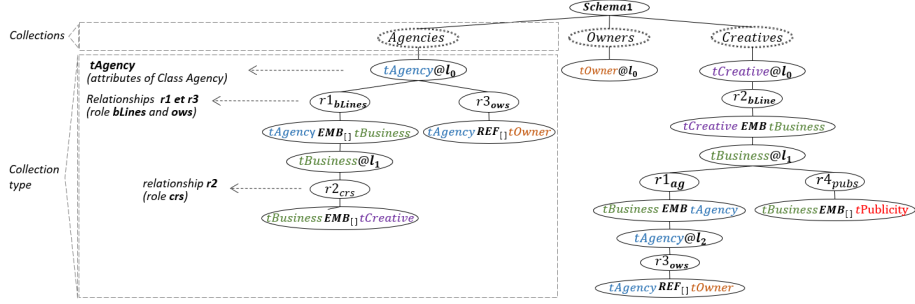 Schema1
Collections
Agencies
Owners
Creatives
tAgency
(attributes of Class Agency)
tAgency@l₀
tOwner@l₀
tCreative@l₀
Relationships r1 et r3
(role bLines and ows)
r1bLines
r3ows
r2bLine
tAgency EMB[] tBusiness
tAgency REF[] tOwner
tCreative EMB tBusiness
Collection
type
tBusiness@l₁
tBusiness@l₁
relationship r2
(role crs)
r2crs
r1ag
r4pubs
tBusiness EMB[] tCreative
tBusiness EMB tAgency
tBusiness EMB[] tPublicity
tAgency@l₂
r3ows
tAgency REF[] tOwner